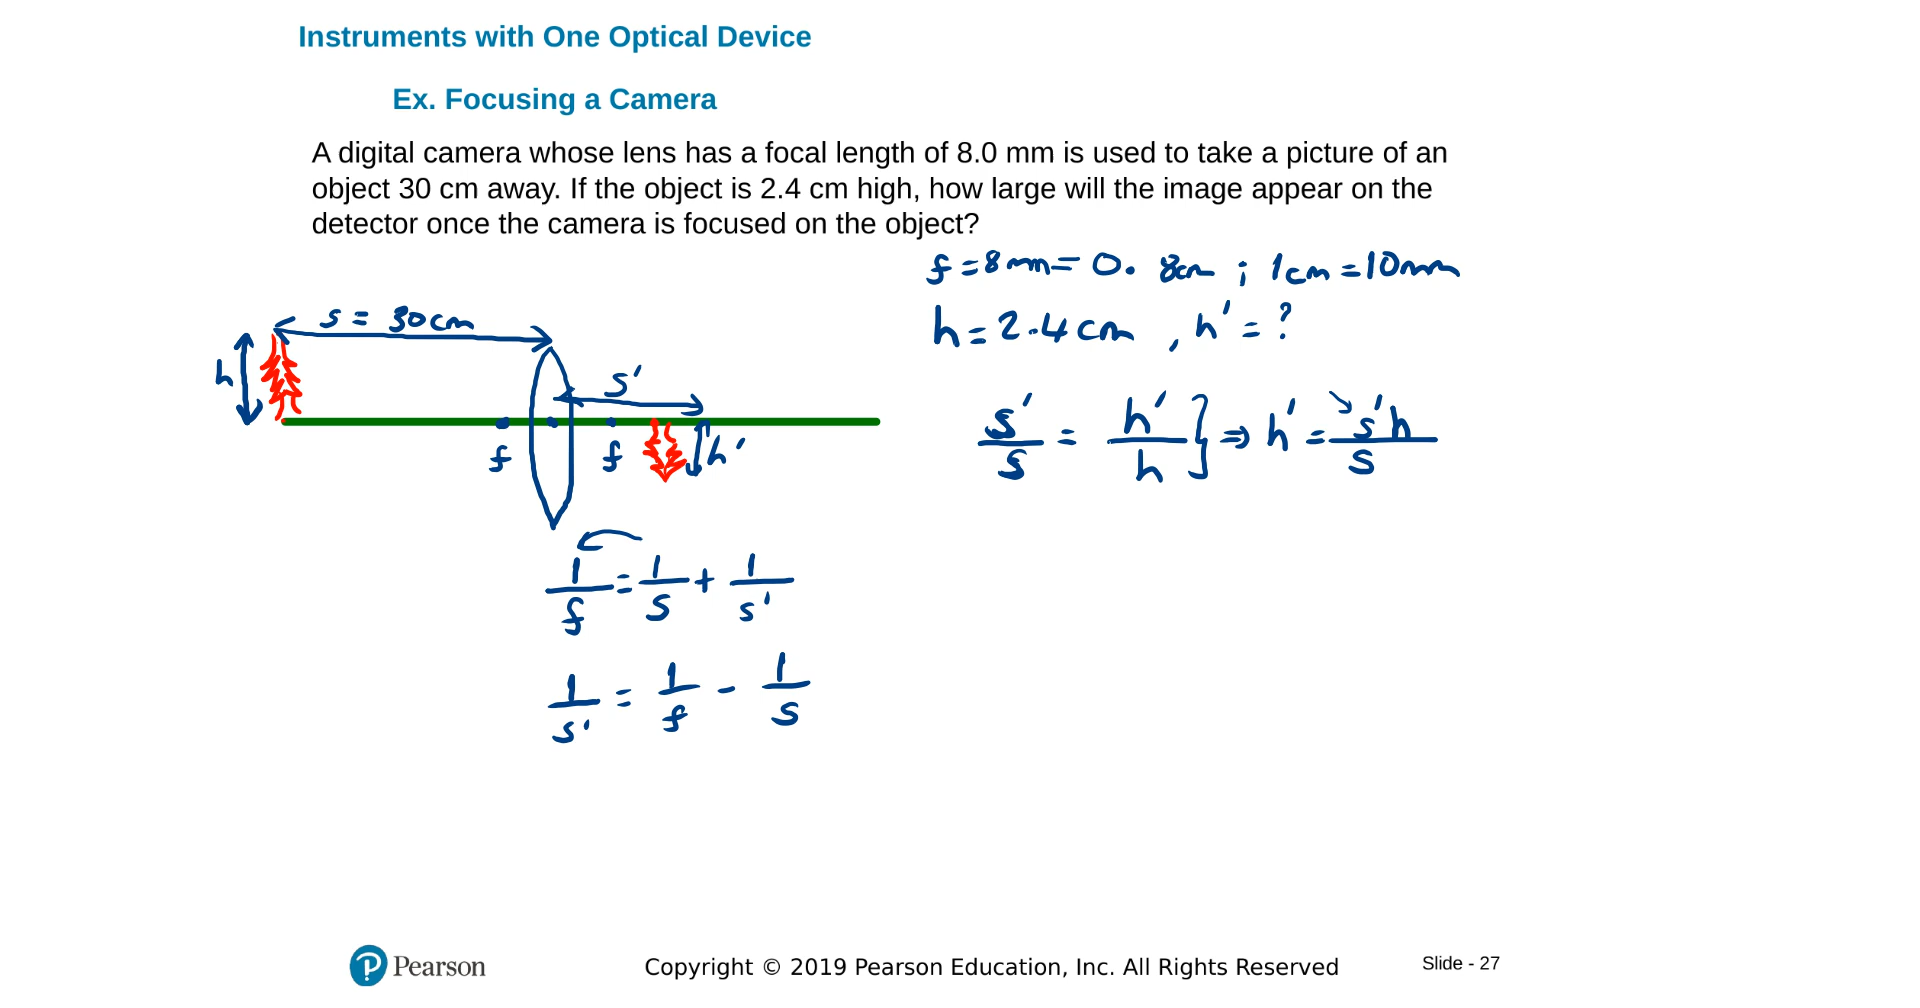 Instruments with One Optical Device
Ex. Focusing a Camera
A digital camera whose lens has a focal length of 8.0 mm is used to take a picture of an
object 30 cm away. If the object is 2.4 cm high, how large will the image appear on the
detector once the camera is focused on the object?
f = 8mm = 0. 8cm ; 1cm = 10mm
h = 2.4 cm , h' = ?
s = 30cm
h
s'
f
f
h'
s'/s = h'/h } ⇒ h' = s'h/s
1/f = 1/s + 1/s'
1/s' = 1/f - 1/s
Pearson
Copyright © 2019 Pearson Education, Inc. All Rights Reserved
Slide - 27